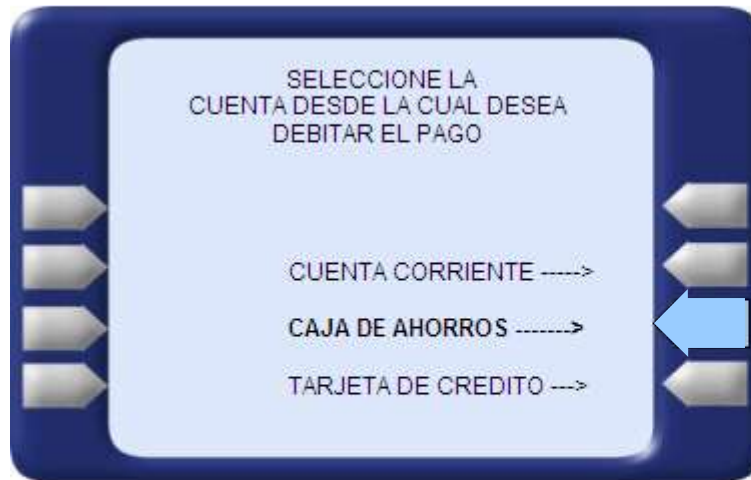 SELECCIONE LA
CUENTA DESDE LA CUAL DESEA
DEBITAR EL PAGO
CUENTA CORRIENTE ----->
CAJA DE AHORROS ------->
TARJETA DE CREDITO --->